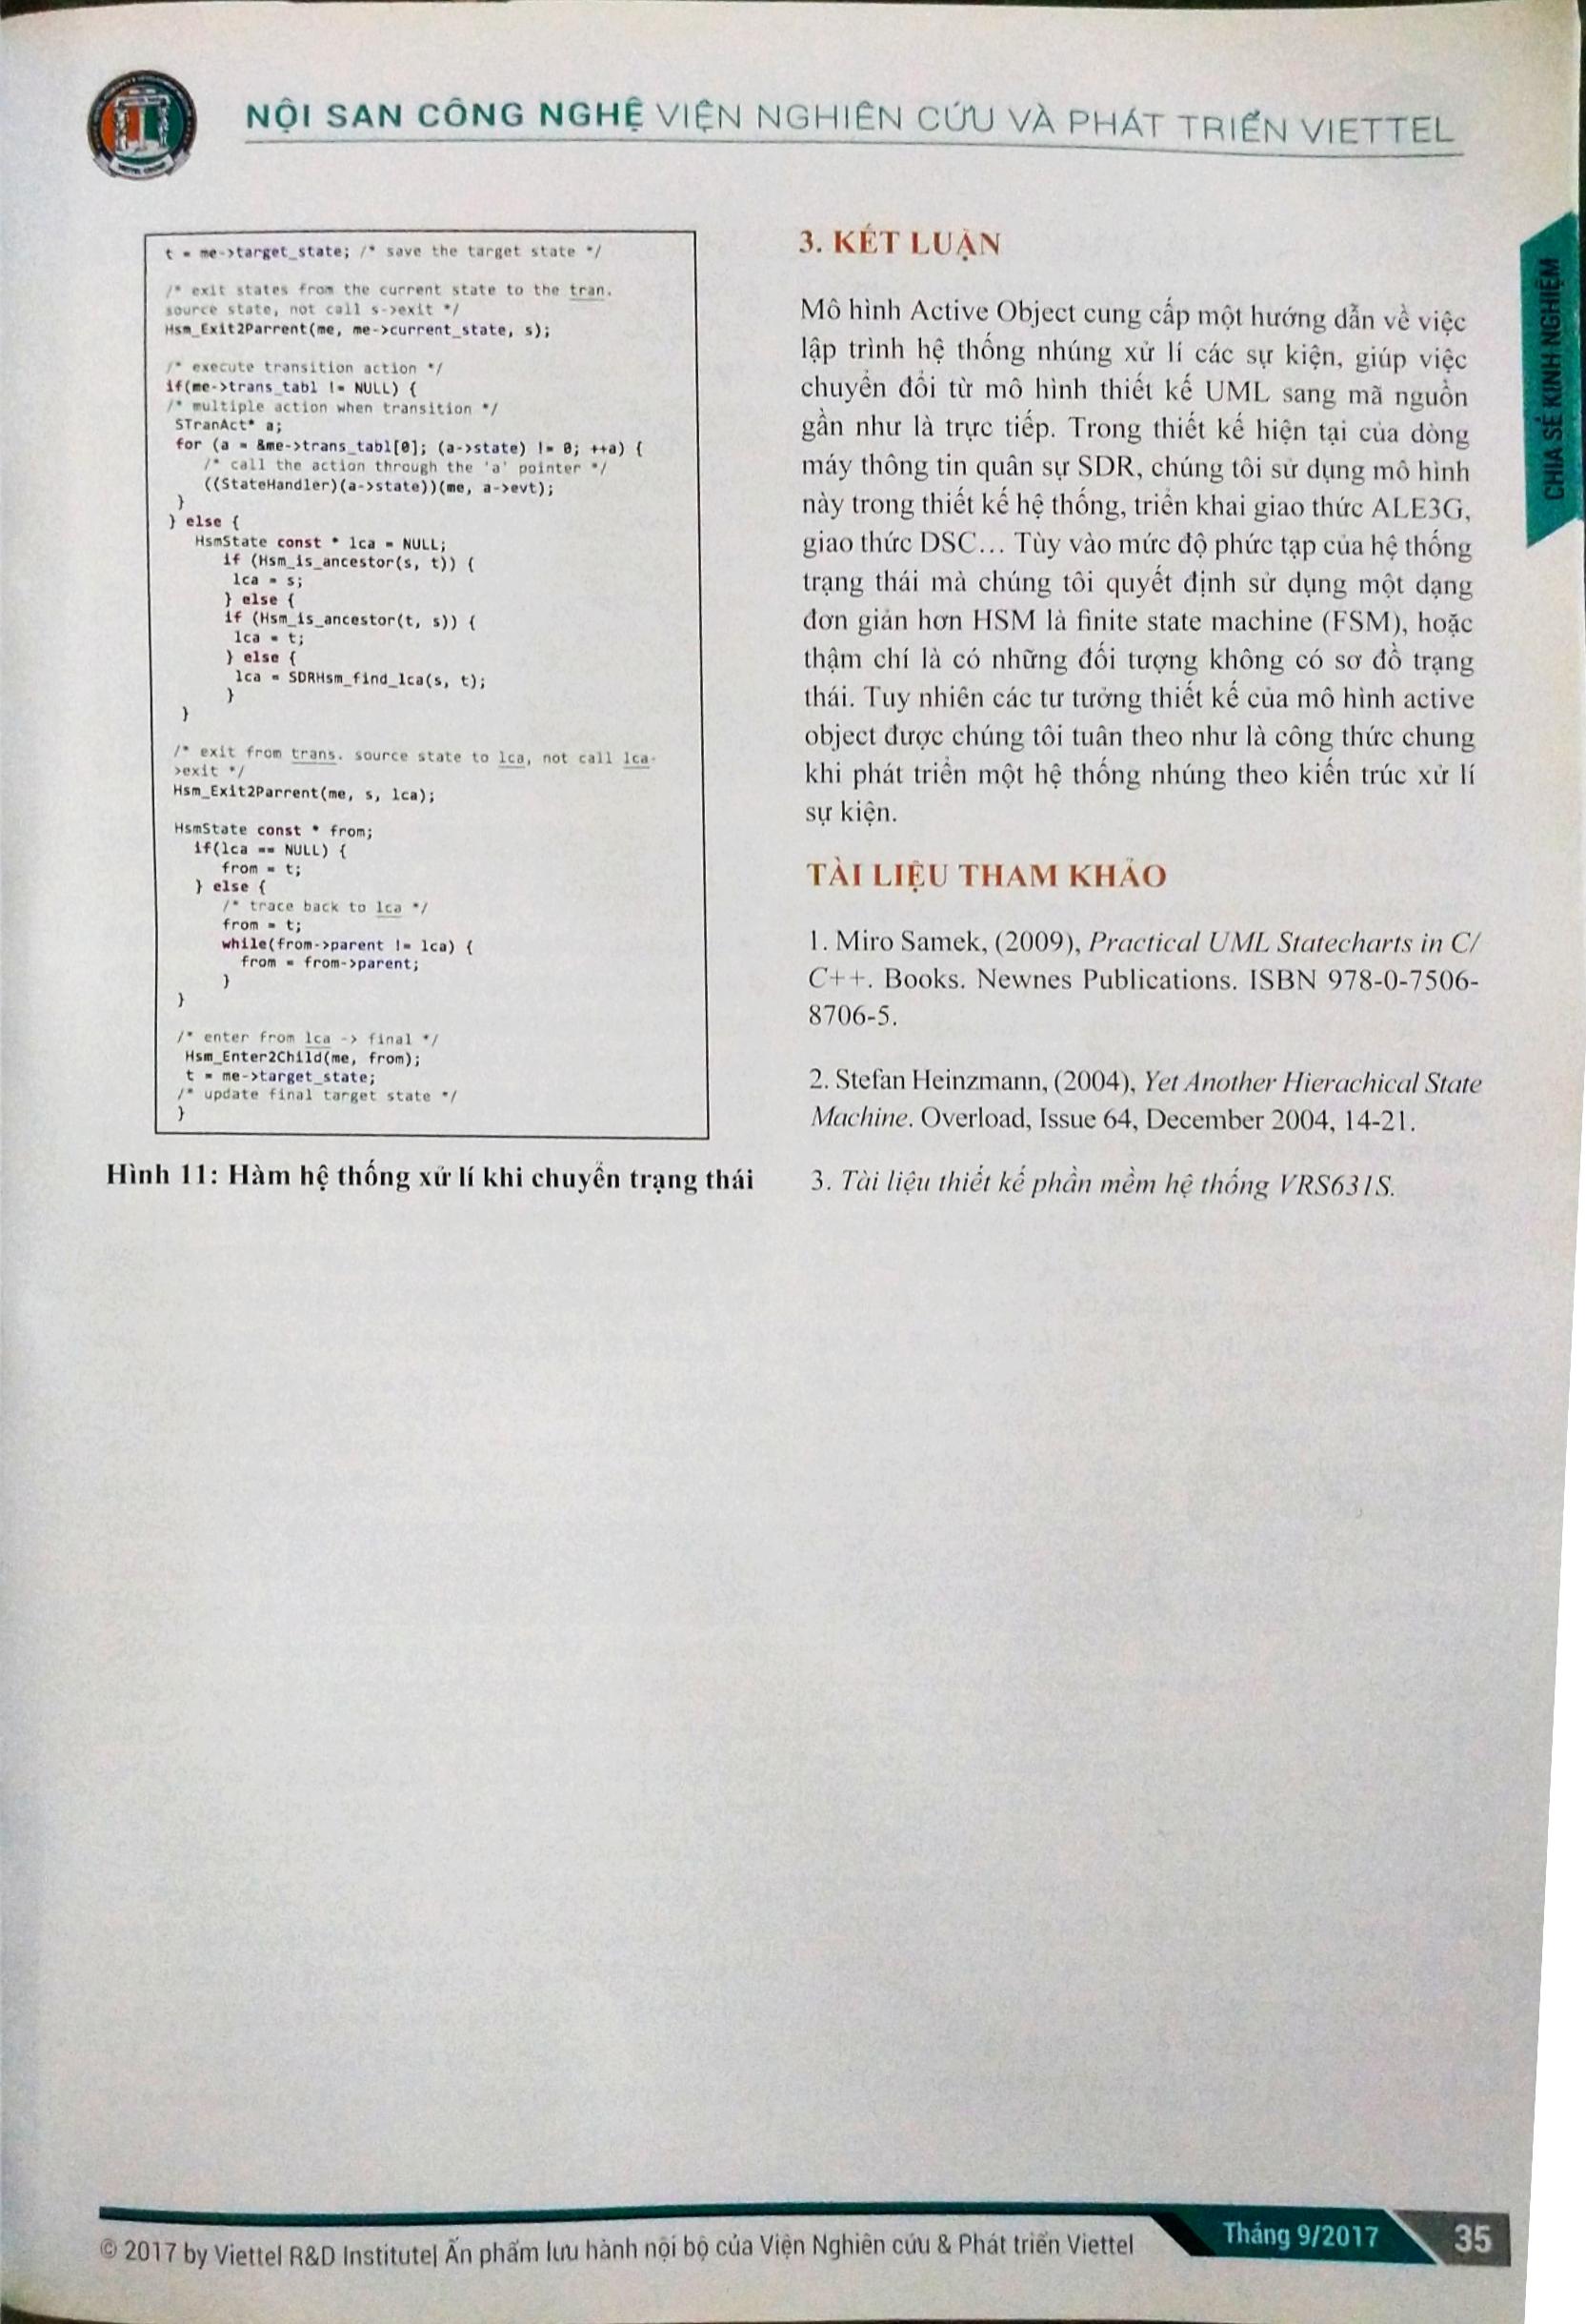 NỘI SAN CÔNG NGHỆ VIỆN NGHIÊN CỨU VÀ PHÁT TRIỂN VIETTEL
t = me->target_state; /* save the target state */
/* exit states from the current state to the tran.
source state, not call s->exit */
Hsm_Exit2Parrent(me, me->current_state, s);
/* execute transition action */
if(me->trans_tabl != NULL) {
/* multiple action when transition */
STranAct* a;
for (a = &me->trans_tabl[0]; (a->state) != 0; ++a) {
/* call the action through the 'a' pointer */
((StateHandler)(a->state))(me, a->evt);
}
} else {
HsmState const * lca = NULL;
if (Hsm_is_ancestor(s, t)) {
lca = s;
} else {
if (Hsm_is_ancestor(t, s)) {
lca = t;
} else {
lca = SDRHsm_find_lca(s, t);
}
}
/* exit from trans. source state to lca, not call lca-
>exit */
Hsm_Exit2Parrent(me, s, lca);
HsmState const * from;
if(lca == NULL) {
from = t;
} else {
/* trace back to lca */
from = t;
while(from->parent != lca) {
from = from->parent;
}
}
/* enter from lca -> final */
Hsm_Enter2Child(me, from);
t = me->target_state;
/* update final target state */
}
Hình 11: Hàm hệ thống xử lí khi chuyển trạng thái
3. KẾT LUẬN
Mô hình Active Object cung cấp một hướng dẫn về việc
lập trình hệ thống nhúng xử lí các sự kiện, giúp việc
chuyển đổi từ mô hình thiết kế UML sang mã nguồn
gần như là trực tiếp. Trong thiết kế hiện tại của dòng
máy thông tin quân sự SDR, chúng tôi sử dụng mô hình
này trong thiết kế hệ thống, triển khai giao thức ALE3G,
giao thức DSC... Tùy vào mức độ phức tạp của hệ thống
trạng thái mà chúng tôi quyết định sử dụng một dạng
đơn giản hơn HSM là finite state machine (FSM), hoặc
thậm chí là có những đối tượng không có sơ đồ trạng
thái. Tuy nhiên các tư tưởng thiết kế của mô hình active
object được chúng tôi tuân theo như là công thức chung
khi phát triển một hệ thống nhúng theo kiến trúc xử lí
sự kiện.
TÀI LIỆU THAM KHẢO
1. Miro Samek, (2009), Practical UML Statecharts in C/
C++. Books. Newnes Publications. ISBN 978-0-7506-
8706-5.
2. Stefan Heinzmann, (2004), Yet Another Hierachical State
Machine. Overload, Issue 64, December 2004, 14-21.
3. Tài liệu thiết kế phần mềm hệ thống VRS631S.
CHIA SẺ KINH NGHIỆM
© 2017 by Viettel R&D Institute| Ấn phẩm lưu hành nội bộ của Viện Nghiên cứu & Phát triển Viettel
Tháng 9/2017
35